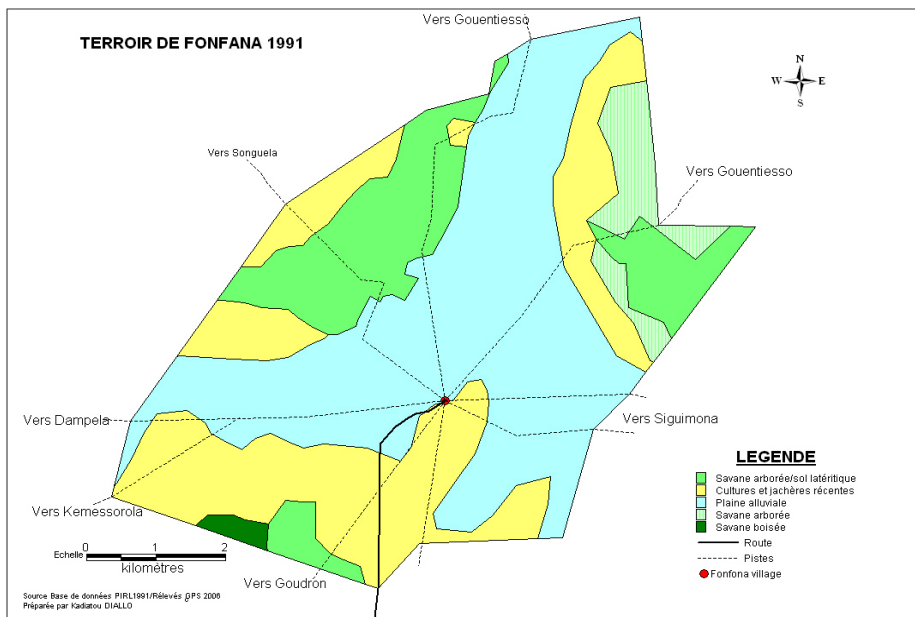 TERROIR DE FONFANA 1991
Vers Gouentiesso
N
W E
S
Vers Songuela
Vers Gouentiesso
Vers Dampela
Vers Siguimona
Vers Kemessorola
Vers Goudron
LEGENDE
Savane arborée/sol latéritique
Cultures et jachères récentes
Plaine alluviale
Savane arborée
Savane boisée
Route
Pistes
Fonfona village
0 1 2
Echelle
kilomètres
Source Base de données PIRL1991/Rélevés GPS 2006
Préparée par Kadiatou DIALLO